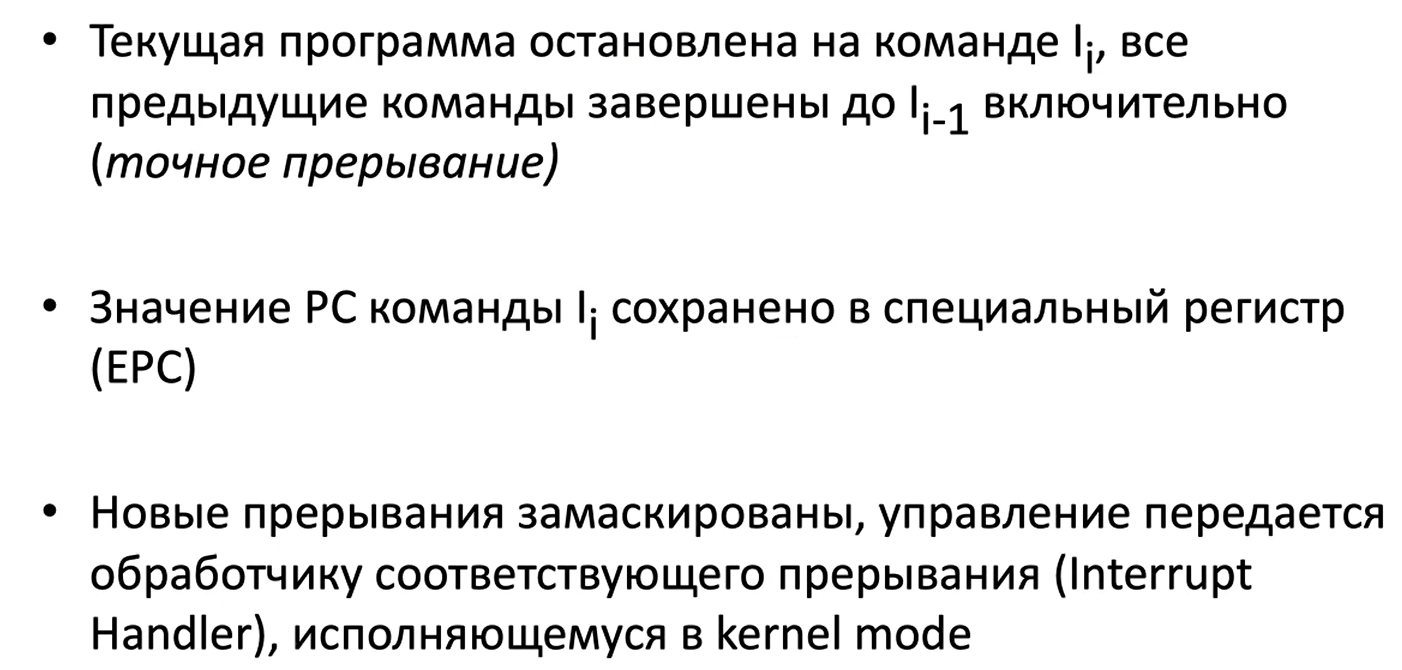 • Текущая программа остановлена на команде Iᵢ, все
предыдущие команды завершены до Iᵢ₋₁ включительно
(точное прерывание)
• Значение PC команды Iᵢ сохранено в специальный регистр
(EPC)
• Новые прерывания замаскированы, управление передается
обработчику соответствующего прерывания (Interrupt
Handler), исполняющемуся в kernel mode